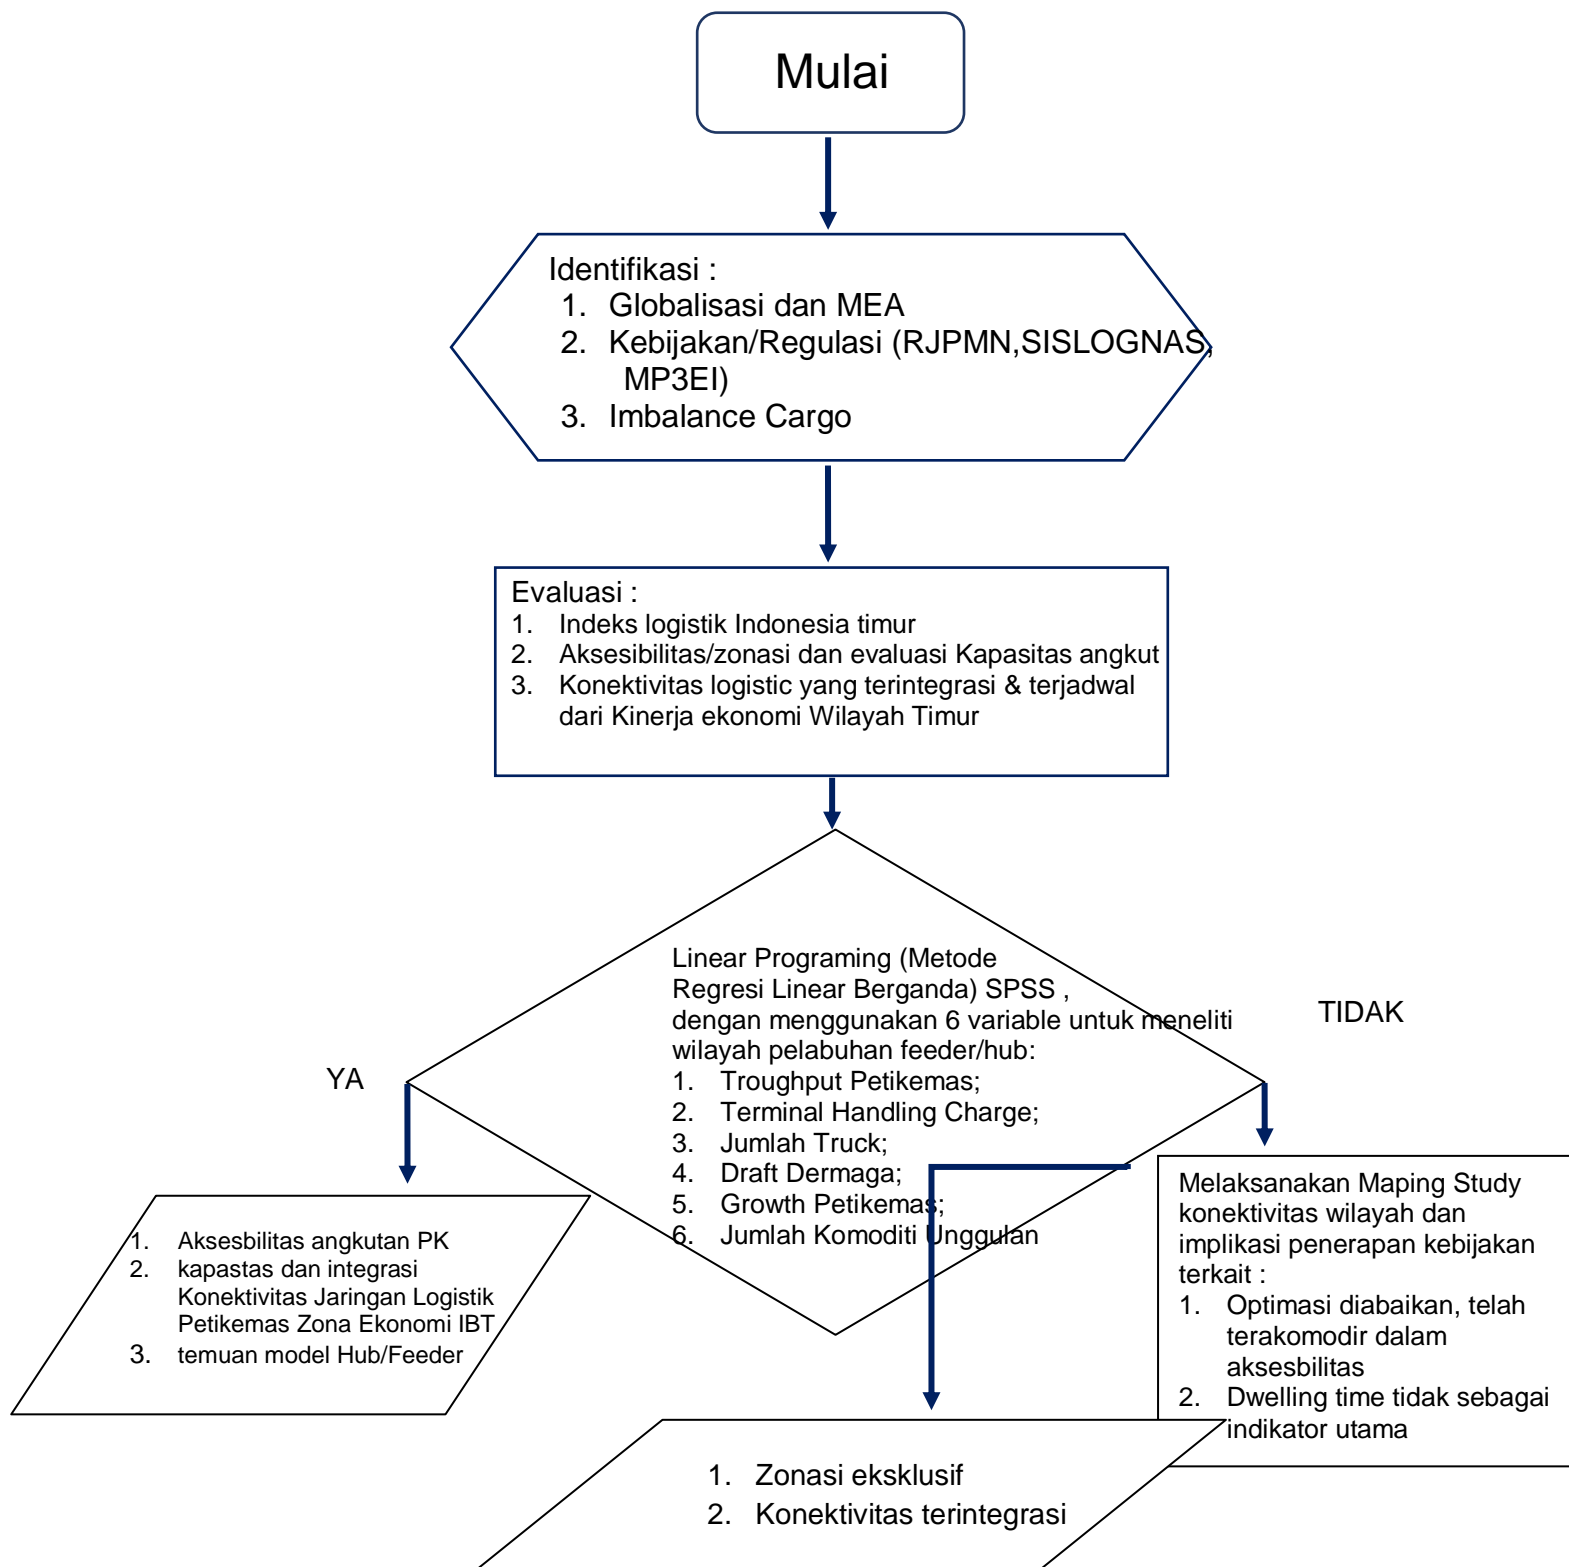 Mulai
Identifikasi :
1. Globalisasi dan MEA
2. Kebijakan/Regulasi (RJPMN,SISLOGNAS,
MP3EI)
3. Imbalance Cargo
Evaluasi :
1. Indeks logistik Indonesia timur
2. Aksesibilitas/zonasi dan evaluasi Kapasitas angkut
3. Konektivitas logistic yang terintegrasi & terjadwal
dari Kinerja ekonomi Wilayah Timur
Linear Programing (Metode
Regresi Linear Berganda) SPSS ,
dengan menggunakan 6 variable untuk meneliti
wilayah pelabuhan feeder/hub:
1. Troughput Petikemas;
2. Terminal Handling Charge;
3. Jumlah Truck;
4. Draft Dermaga;
5. Growth Petikemas;
6. Jumlah Komoditi Unggulan
YA
TIDAK
1. Aksesbilitas angkutan PK
2. kapastas dan integrasi
Konektivitas Jaringan Logistik
Petikemas Zona Ekonomi IBT
3. temuan model Hub/Feeder
Melaksanakan Maping Study
konektivitas wilayah dan
implikasi penerapan kebijakan
terkait :
1. Optimasi diabaikan, telah
terakomodir dalam
aksesbilitas
2. Dwelling time tidak sebagai
indikator utama
1. Zonasi eksklusif
2. Konektivitas terintegrasi